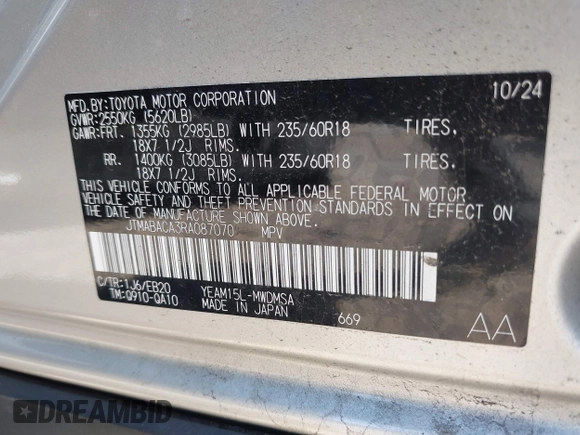 MFD.BY:TOYOTA MOTOR CORPORATION 10/24
GVWR:2550KG (5620LB)
GAWR:FRT. 1355KG (2985LB) WITH 235/60R18 TIRES,
18X7 1/2J RIMS.
RR. 1400KG (3085LB) WITH 235/60R18 TIRES,
18X7 1/2J RIMS.
THIS VEHICLE CONFORMS TO ALL APPLICABLE FEDERAL MOTOR
VEHICLE SAFETY AND THEFT PREVENTION STANDARDS IN EFFECT ON
THE DATE OF MANUFACTURE SHOWN ABOVE.
JTMABACA3RA087070 MPV
C/TR:1J6/EB20 YEAM15L-MWDMSA
TM:Q910-QA10 MADE IN JAPAN 669 AA
DREAMBID